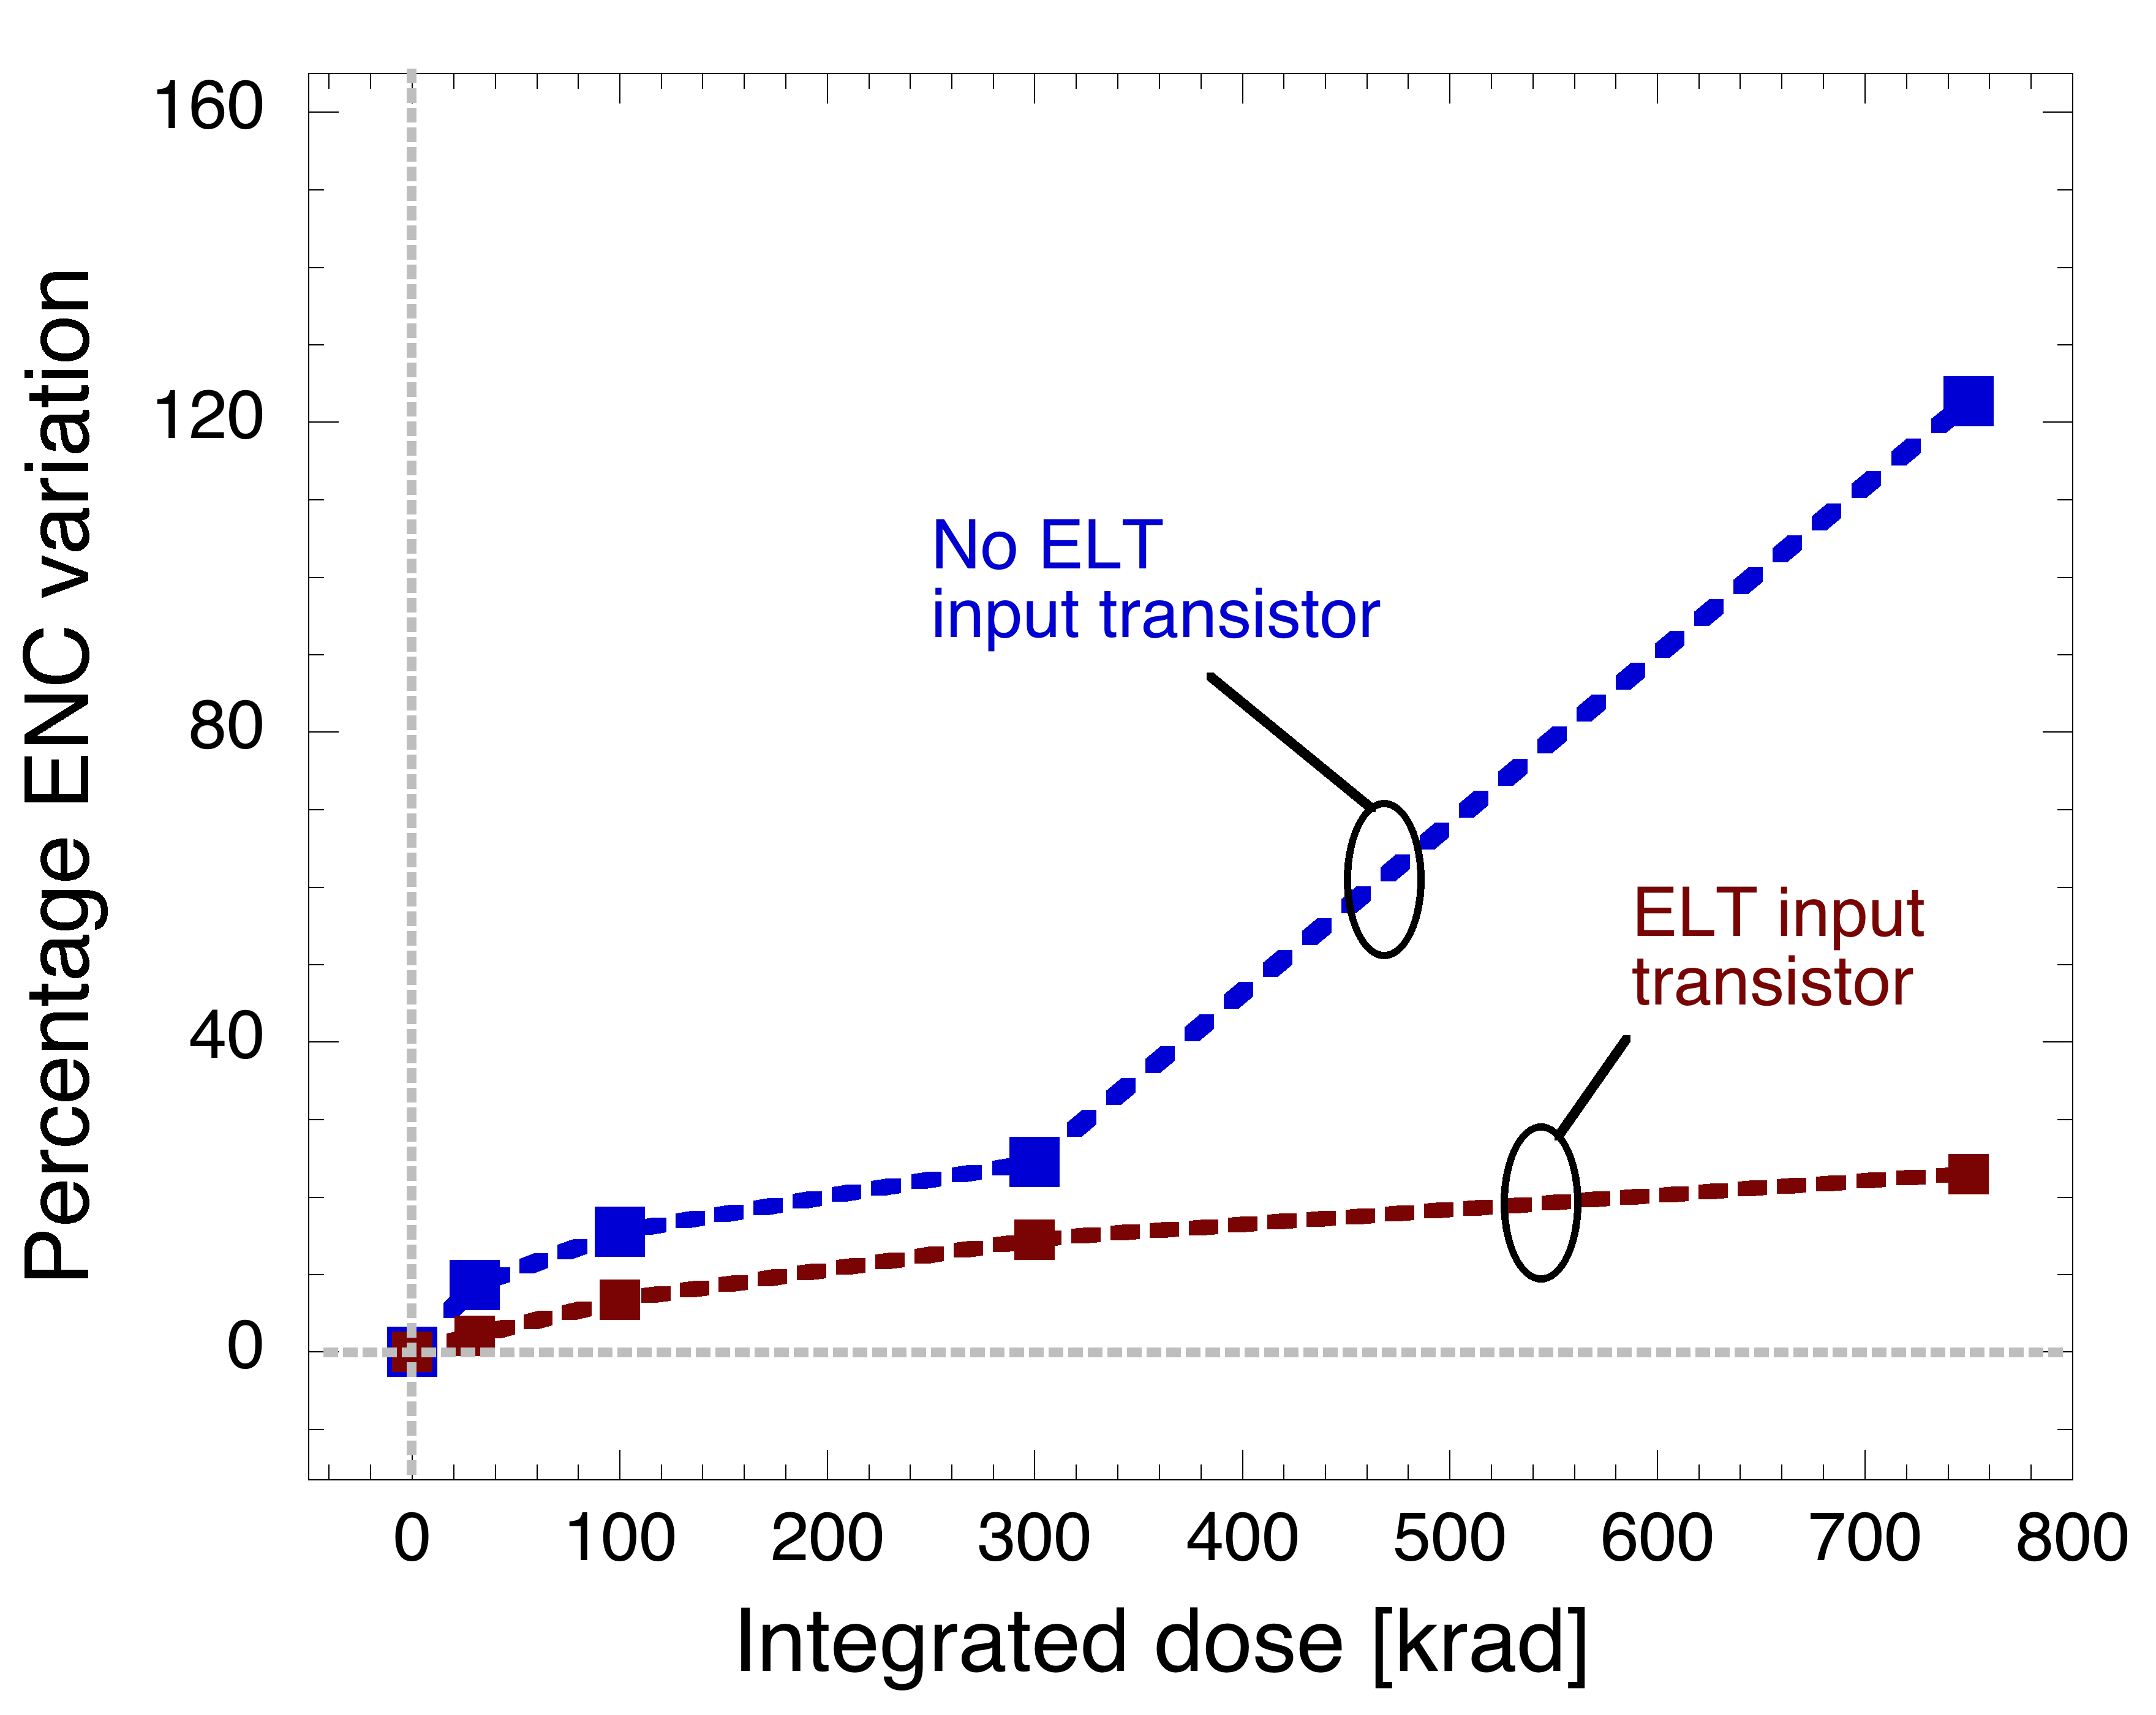 160
120
80
40
0
Percentage ENC variation
No ELT
input transistor
ELT input
transistor
0 100 200 300 400 500 600 700 800
Integrated dose [krad]